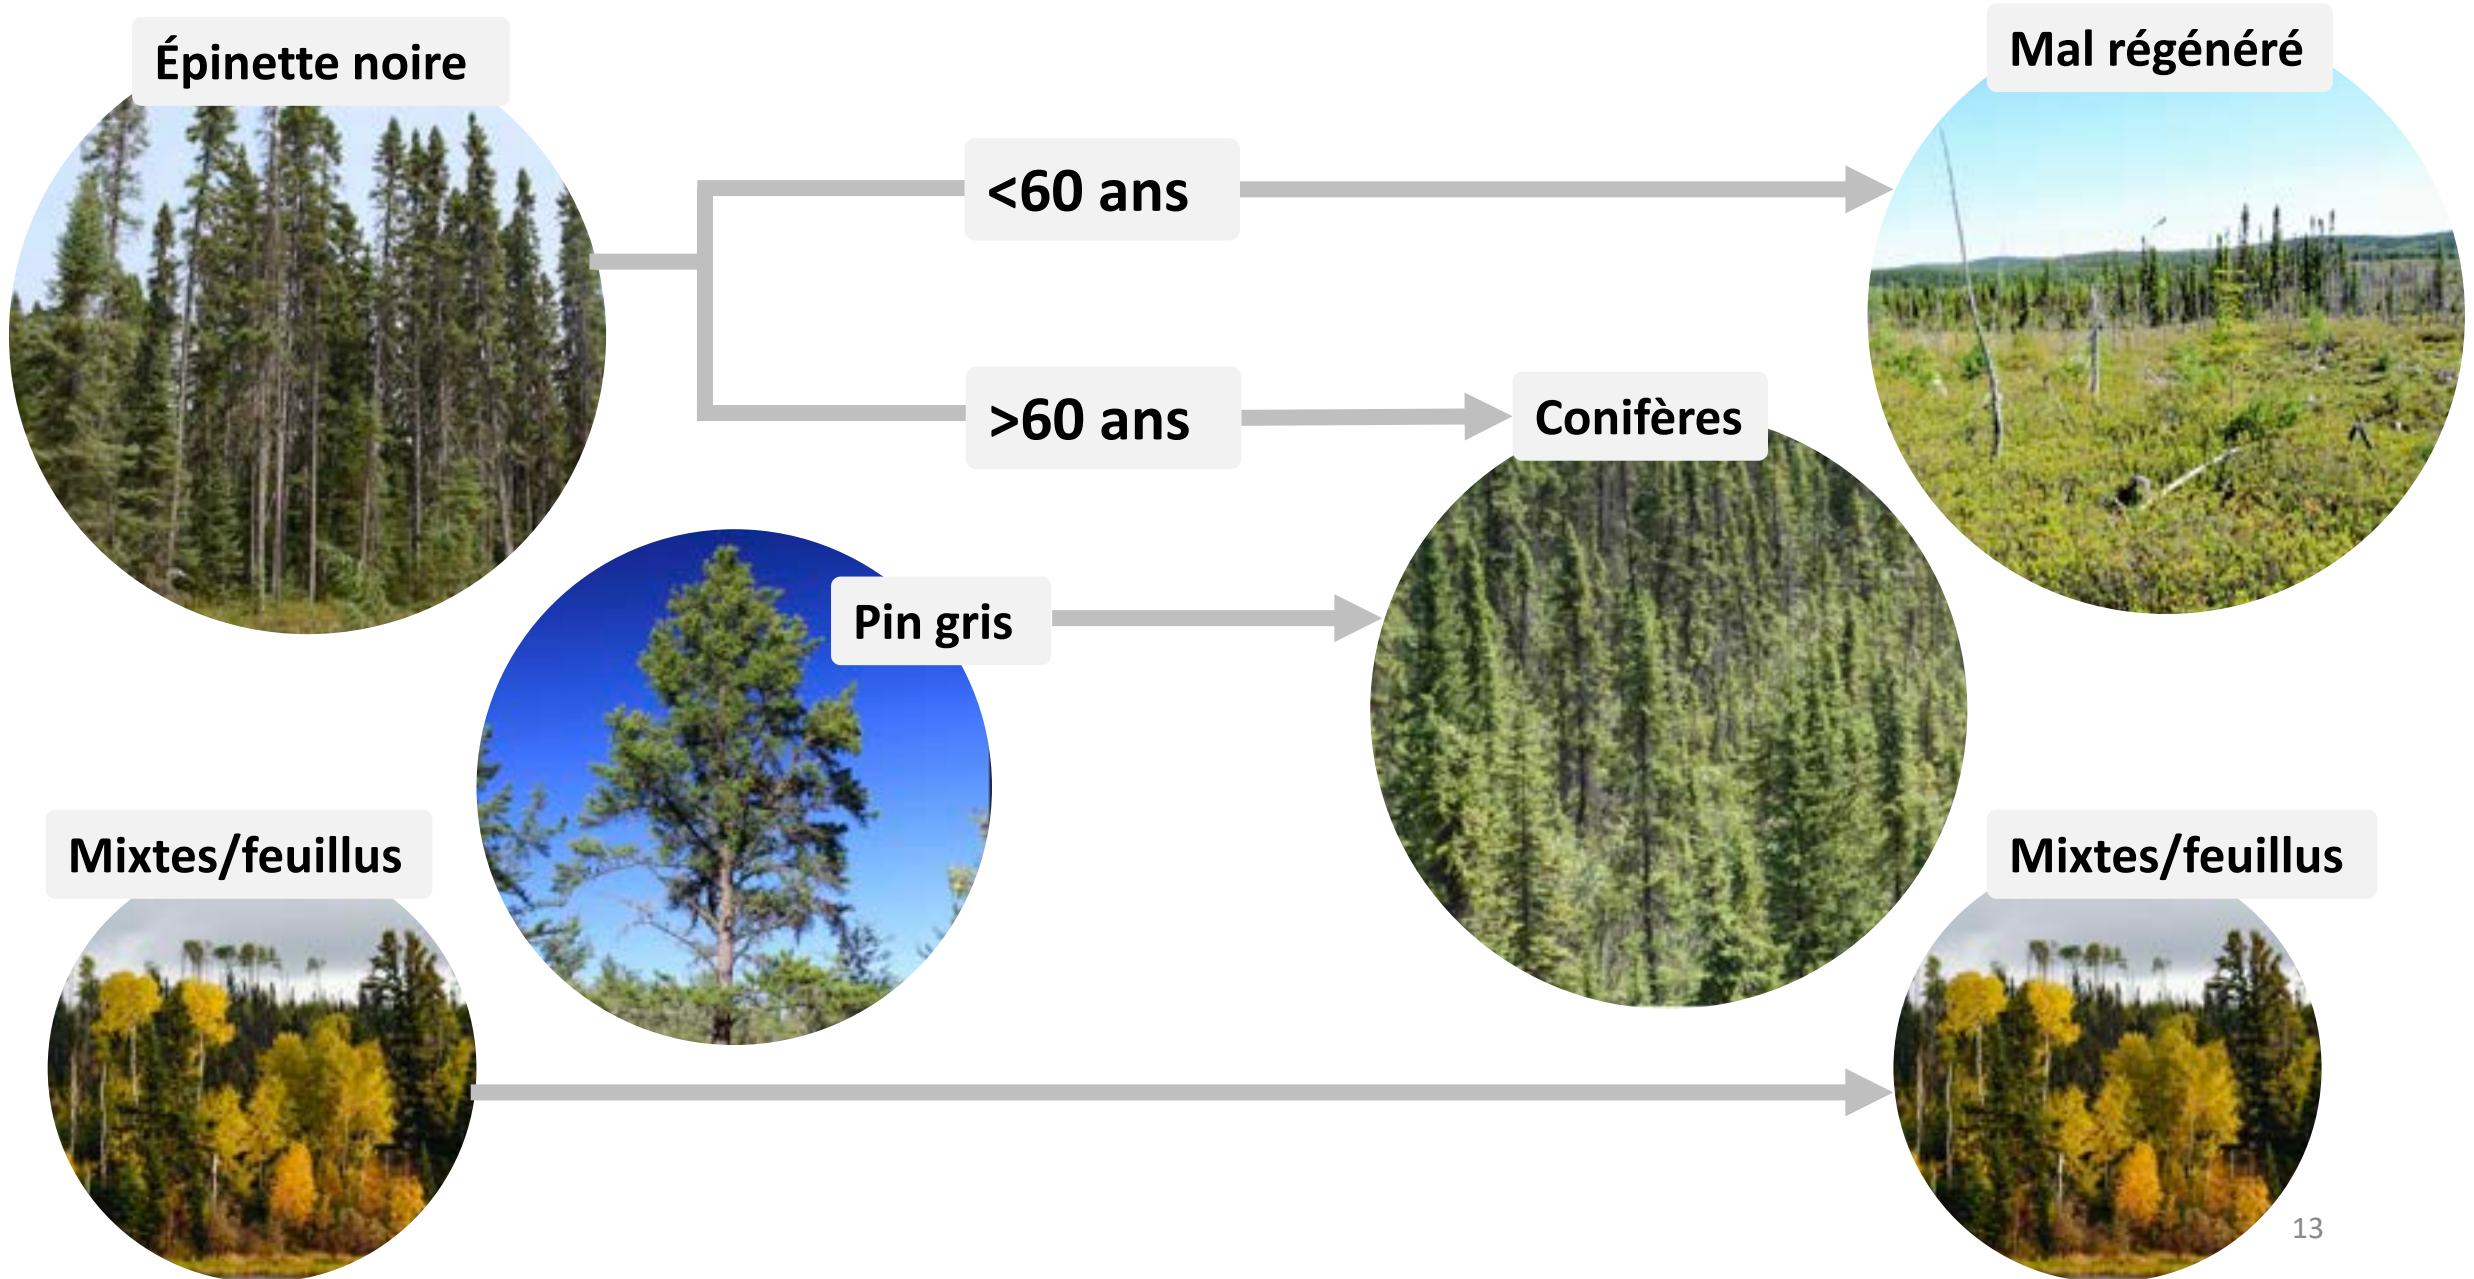 Épinette noire
Mal régénéré
<60 ans
>60 ans
Conifères
Pin gris
Mixtes/feuillus
Mixtes/feuillus
13